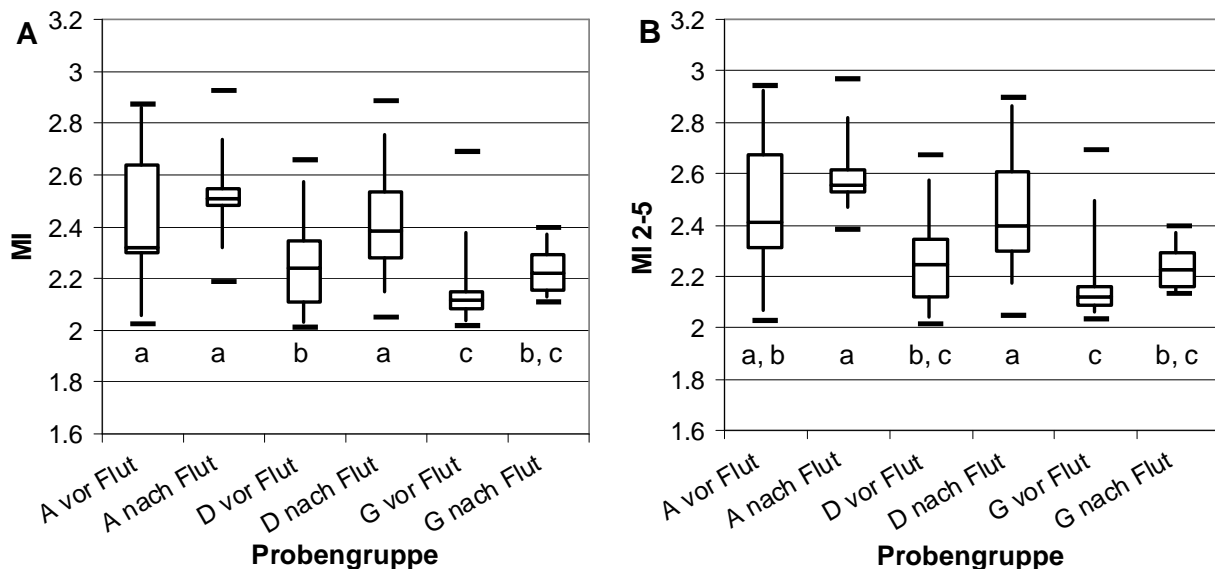 A
MI
3.2
3
2.8
2.6
2.4
2.2
2
1.8
1.6
a a b a c b, c
A vor Flut
A nach Flut
D vor Flut
D nach Flut
G vor Flut
G nach Flut
Probengruppe
B
MI 2-5
3.2
3
2.8
2.6
2.4
2.2
2
1.8
1.6
a, b a b, c a c b, c
A vor Flut
A nach Flut
D vor Flut
D nach Flut
G vor Flut
G nach Flut
Probengruppe